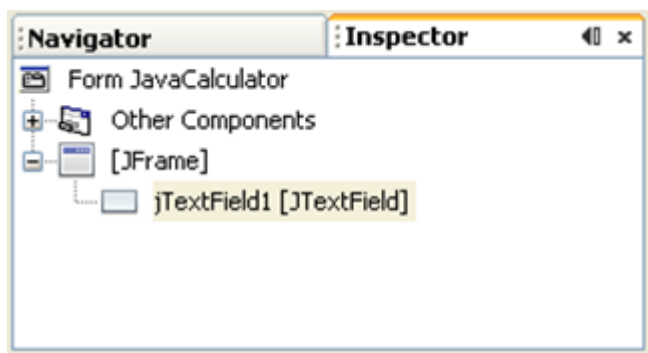 Navigator
Inspector
Form JavaCalculator
Other Components
[JFrame]
jTextField1 [JTextField]